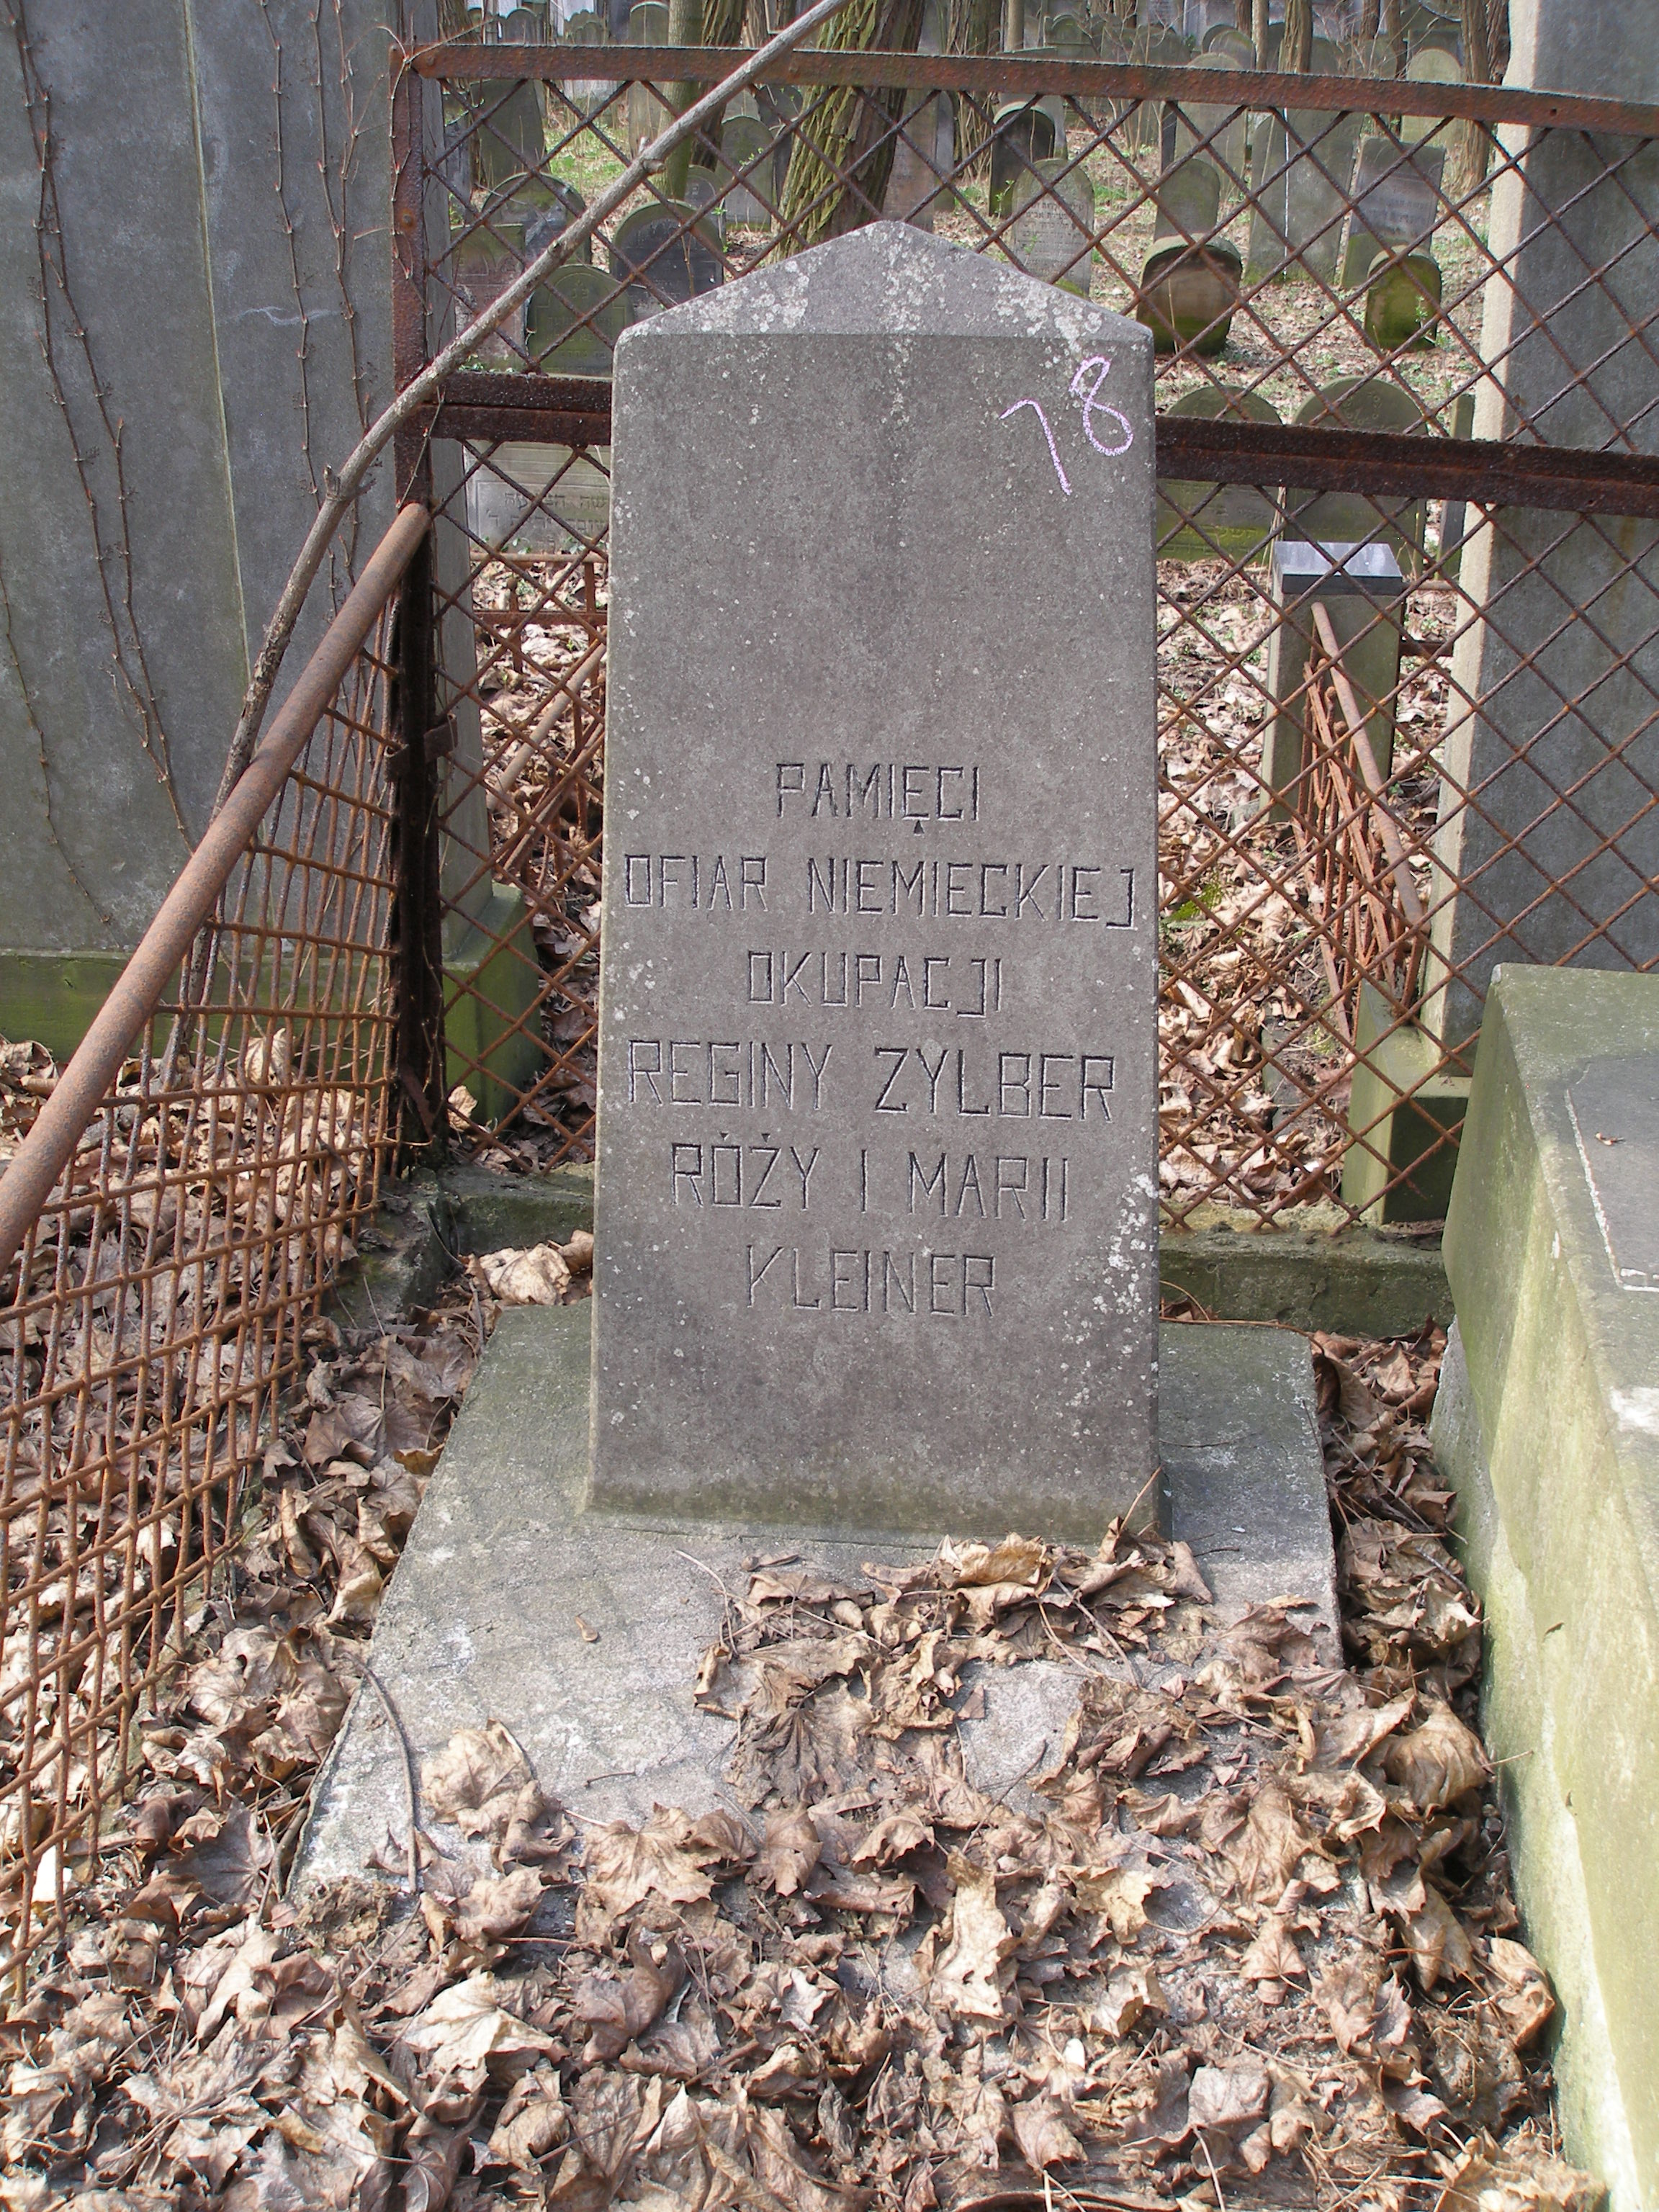 78
PAMIĘCI
OFIAR NIEMIECKIEJ
OKUPACJI
REGINY ZYLBER
RÓŻY I MARII
KLEINER